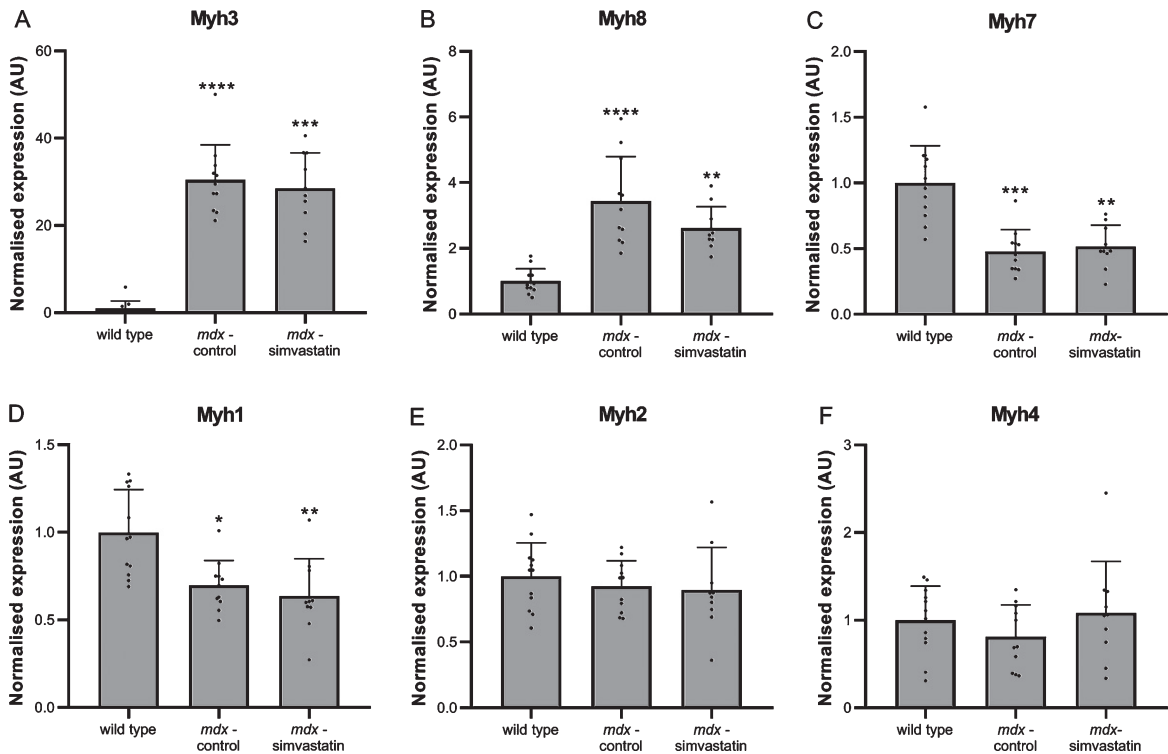 A
Myh3
Normalised expression (AU)
60
40
20
0
****
***
wild type
mdx -
control
mdx -
simvastatin
B
Myh8
Normalised expression (AU)
8
6
4
2
0
****
**
wild type
mdx -
control
mdx -
simvastatin
C
Myh7
Normalised expression (AU)
2.0
1.5
1.0
0.5
0.0
***
**
wild type
mdx -
control
mdx-
simvastatin
D
Myh1
Normalised expression (AU)
1.5
1.0
0.5
0.0
*
**
wild type
mdx -
control
mdx -
simvastatin
E
Myh2
Normalised expression (AU)
2.0
1.5
1.0
0.5
0.0
wild type
mdx -
control
mdx -
simvastatin
F
Myh4
Normalised expression (AU)
3
2
1
0
wild type
mdx -
control
mdx-
simvastatin